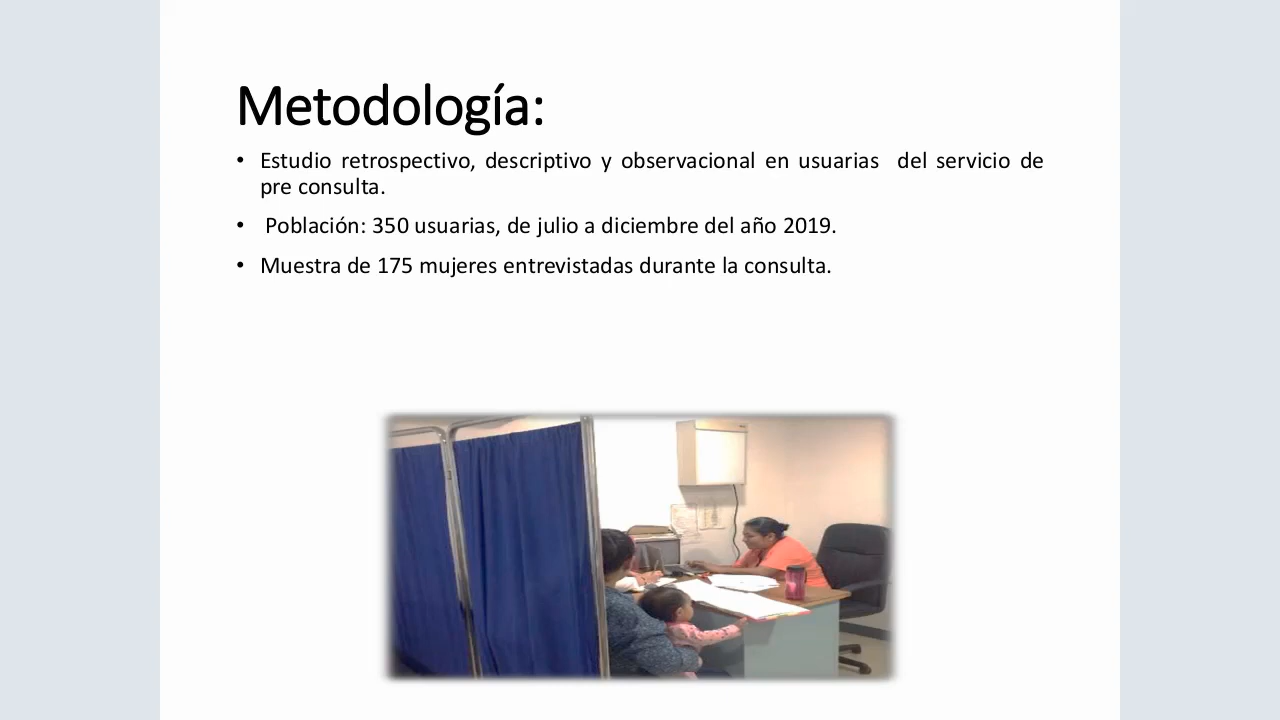 Metodología:
• Estudio retrospectivo, descriptivo y observacional en usuarias  del servicio de
pre consulta.
•  Población: 350 usuarias, de julio a diciembre del año 2019.
• Muestra de 175 mujeres entrevistadas durante la consulta.